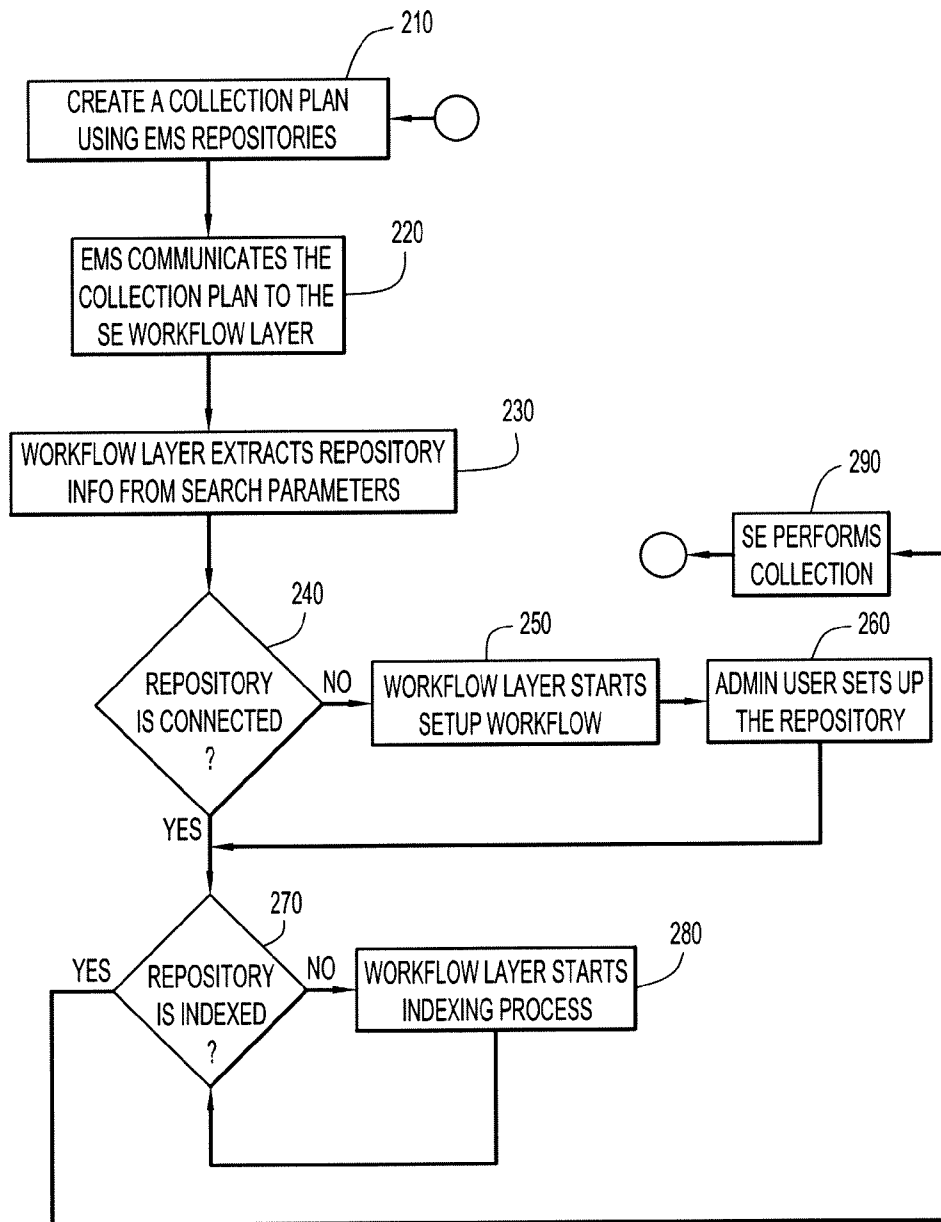 210
CREATE A COLLECTION PLAN
USING EMS REPOSITORIES
220
EMS COMMUNICATES THE
COLLECTION PLAN TO THE
SE WORKFLOW LAYER
230
WORKFLOW LAYER EXTRACTS REPOSITORY
INFO FROM SEARCH PARAMETERS
290
SE PERFORMS
COLLECTION
240
REPOSITORY
IS CONNECTED
?
NO
YES
250
WORKFLOW LAYER STARTS
SETUP WORKFLOW
260
ADMIN USER SETS UP
THE REPOSITORY
270
REPOSITORY
IS INDEXED
?
YES
NO
280
WORKFLOW LAYER STARTS
INDEXING PROCESS